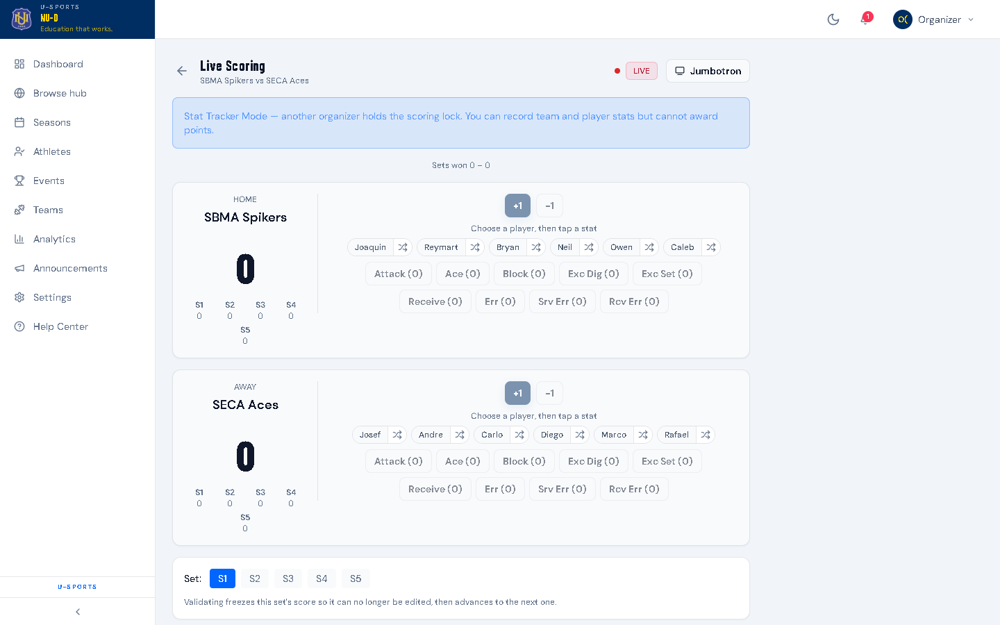 U-SPORTS
NU-D
Education that works.
1
O(
Organizer
Dashboard
Browse hub
Seasons
Athletes
Events
Teams
Analytics
Announcements
Settings
Help Center
U-SPORTS
Live Scoring
SBMA Spikers vs SECA Aces
LIVE
Jumbotron
Stat Tracker Mode — another organizer holds the scoring lock. You can record team and player stats but cannot award
points.
Sets won 0 – 0
HOME
SBMA Spikers
0
S1 S2 S3 S4
0 0 0 0
S5
0
+1 -1
Choose a player, then tap a stat
Joaquin Reymart Bryan Neil Owen Caleb
Attack (0) Ace (0) Block (0) Exc Dig (0) Exc Set (0)
Receive (0) Err (0) Srv Err (0) Rcv Err (0)
AWAY
SECA Aces
0
S1 S2 S3 S4
0 0 0 0
S5
0
+1 -1
Choose a player, then tap a stat
Josef Andre Carlo Diego Marco Rafael
Attack (0) Ace (0) Block (0) Exc Dig (0) Exc Set (0)
Receive (0) Err (0) Srv Err (0) Rcv Err (0)
Set: S1 S2 S3 S4 S5
Validating freezes this set's score so it can no longer be edited, then advances to the next one.